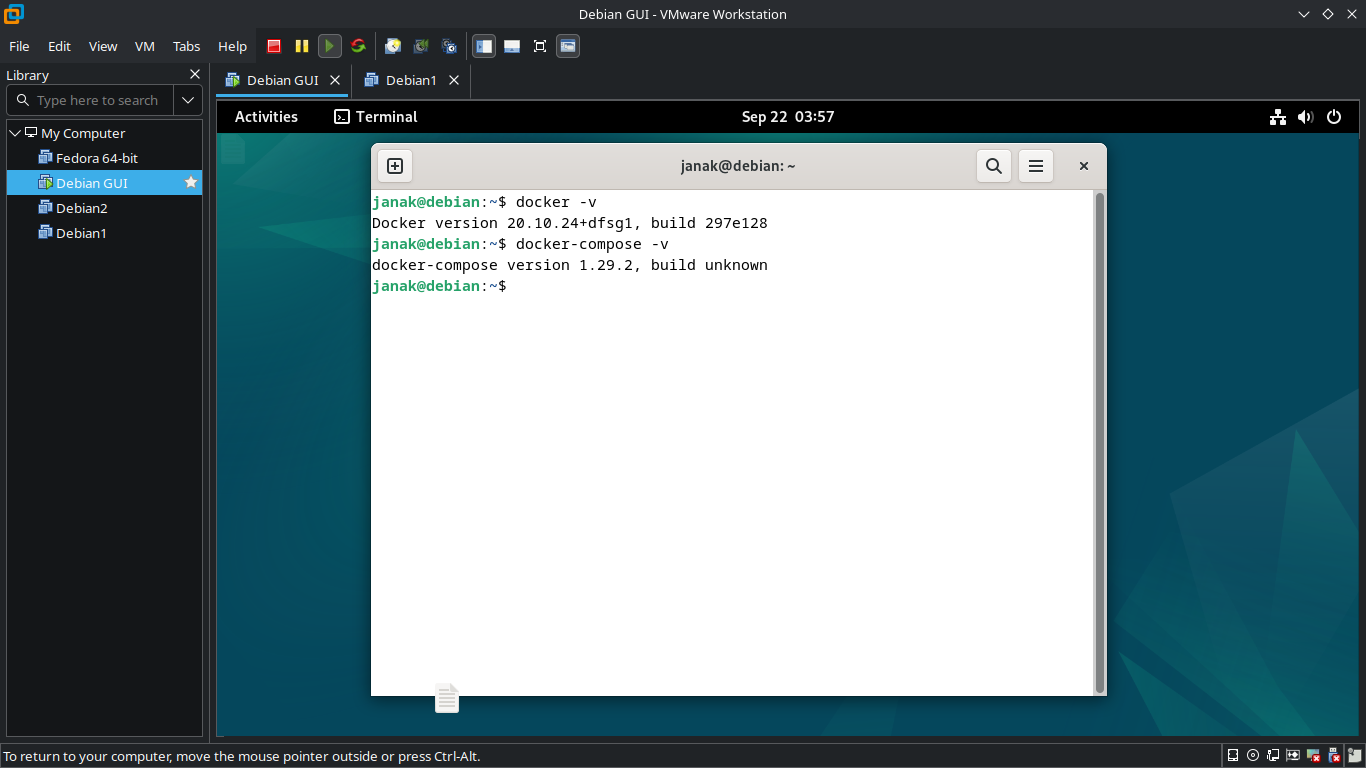 Debian GUI - VMware Workstation
File Edit View VM Tabs Help
Library
Debian GUI
Debian1
Type here to search
My Computer
Fedora 64-bit
Debian GUI
Debian2
Debian1
Activities
Terminal
Sep 22 03:57
janak@debian: ~
janak@debian:~$ docker -v
Docker version 20.10.24+dfsg1, build 297e128
janak@debian:~$ docker-compose -v
docker-compose version 1.29.2, build unknown
janak@debian:~$
To return to your computer, move the mouse pointer outside or press Ctrl-Alt.